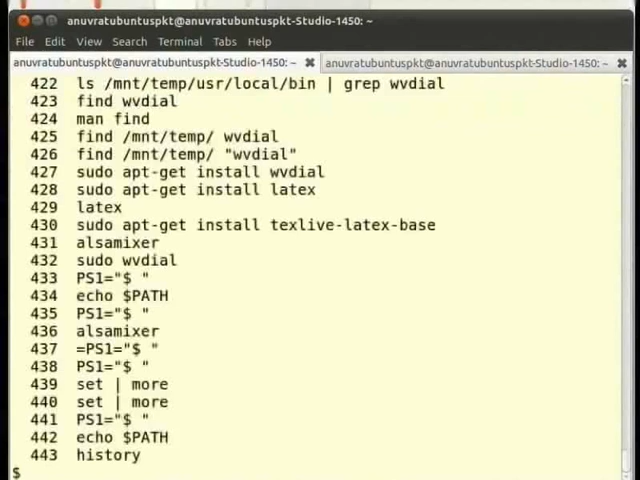 anuvratubuntuspkt@anuvratubuntuspkt-Studio-1450: ~
File Edit View Search Terminal Tabs Help
anuvratubuntuspkt@anuvratubuntuspkt-Studio-1450: ~ anuvratubuntuspkt@anuvratubuntuspkt-Studio-1450: ~
422 ls /mnt/temp/usr/local/bin | grep wvdial
423 find wvdial
424 man find
425 find /mnt/temp/ wvdial
426 find /mnt/temp/ "wvdial"
427 sudo apt-get install wvdial
428 sudo apt-get install latex
429 latex
430 sudo apt-get install texlive-latex-base
431 alsamixer
432 sudo wvdial
433 PS1="$ "
434 echo $PATH
435 PS1="$ "
436 alsamixer
437 =PS1="$ "
438 PS1="$ "
439 set | more
440 set | more
441 PS1="$ "
442 echo $PATH
443 history
$